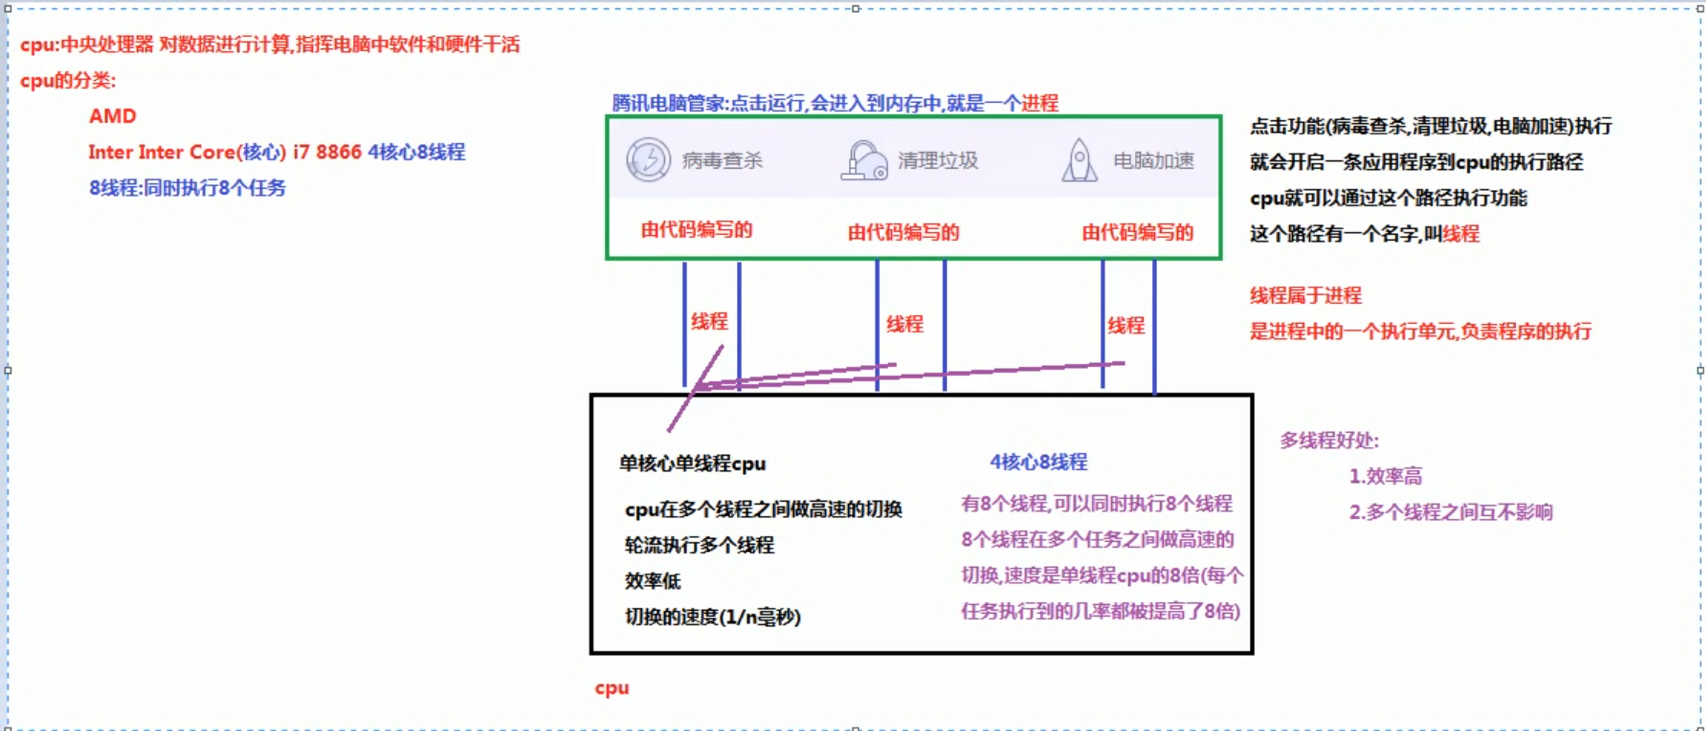 cpu:中央处理器 对数据进行计算,指挥电脑中软件和硬件干活
cpu的分类:
AMD
Inter Inter Core(核心) i7 8866 4核心8线程
8线程:同时执行8个任务
腾讯电脑管家:点击运行,会进入到内存中,就是一个进程
病毒查杀
清理垃圾
电脑加速
由代码编写的
由代码编写的
由代码编写的
线程
线程
线程
点击功能(病毒查杀,清理垃圾,电脑加速)执行
就会开启一条应用程序到cpu的执行路径
cpu就可以通过这个路径执行功能
这个路径有一个名字,叫线程
线程属于进程
是进程中的一个执行单元,负责程序的执行
单核心单线程cpu
cpu在多个线程之间做高速的切换
轮流执行多个线程
效率低
切换的速度(1/n毫秒)
4核心8线程
有8个线程,可以同时执行8个线程
8个线程在多个任务之间做高速的
切换,速度是单线程cpu的8倍(每个
任务执行到的几率都被提高了8倍)
cpu
多线程好处:
1.效率高
2.多个线程之间互不影响